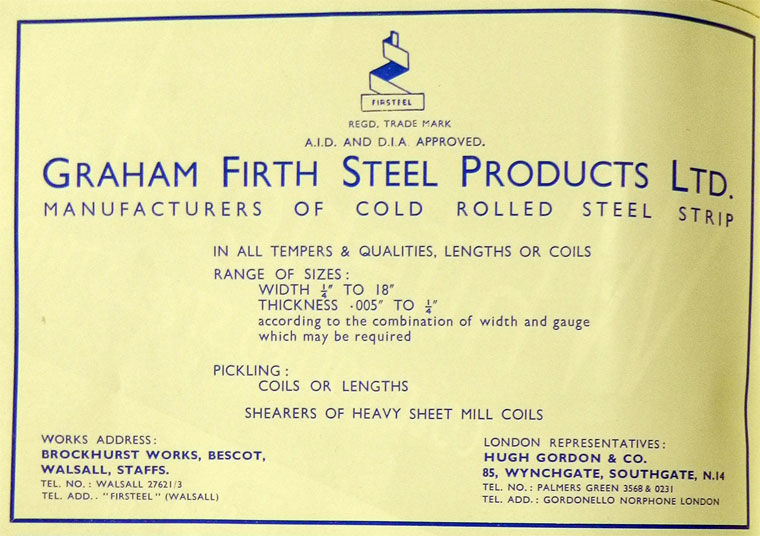 FIRSTEEL
REGD. TRADE MARK
A.I.D. AND D.I.A. APPROVED.
GRAHAM FIRTH STEEL PRODUCTS LTD.
MANUFACTURERS OF COLD ROLLED STEEL STRIP
IN ALL TEMPERS & QUALITIES, LENGTHS OR COILS
RANGE OF SIZES:
WIDTH ¼″ TO 18″
THICKNESS ·005″ TO ¼″
according to the combination of width and gauge
which may be required
PICKLING:
COILS OR LENGTHS
SHEARERS OF HEAVY SHEET MILL COILS
WORKS ADDRESS:
BROCKHURST WORKS, BESCOT,
WALSALL, STAFFS.
TEL. NO.: WALSALL 27621/3
TEL. ADD.. "FIRSTEEL" (WALSALL)
LONDON REPRESENTATIVES:
HUGH GORDON & CO.
85, WYNCHGATE, SOUTHGATE, N.14
TEL. NO.: PALMERS GREEN 3568 & 0231
TEL. ADD.: GORDONELLO NORPHONE LONDON